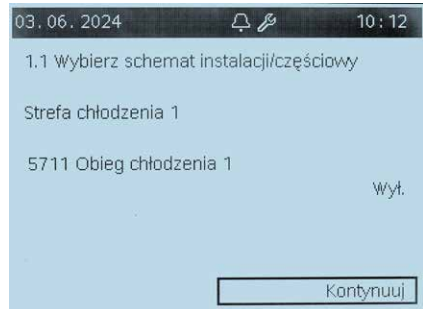 03.06.2024 10:12
1.1 Wybierz schemat instalacji/częściowy
Strefa chłodzenia 1
5711 Obieg chłodzenia 1
Wył.
Kontynuuj